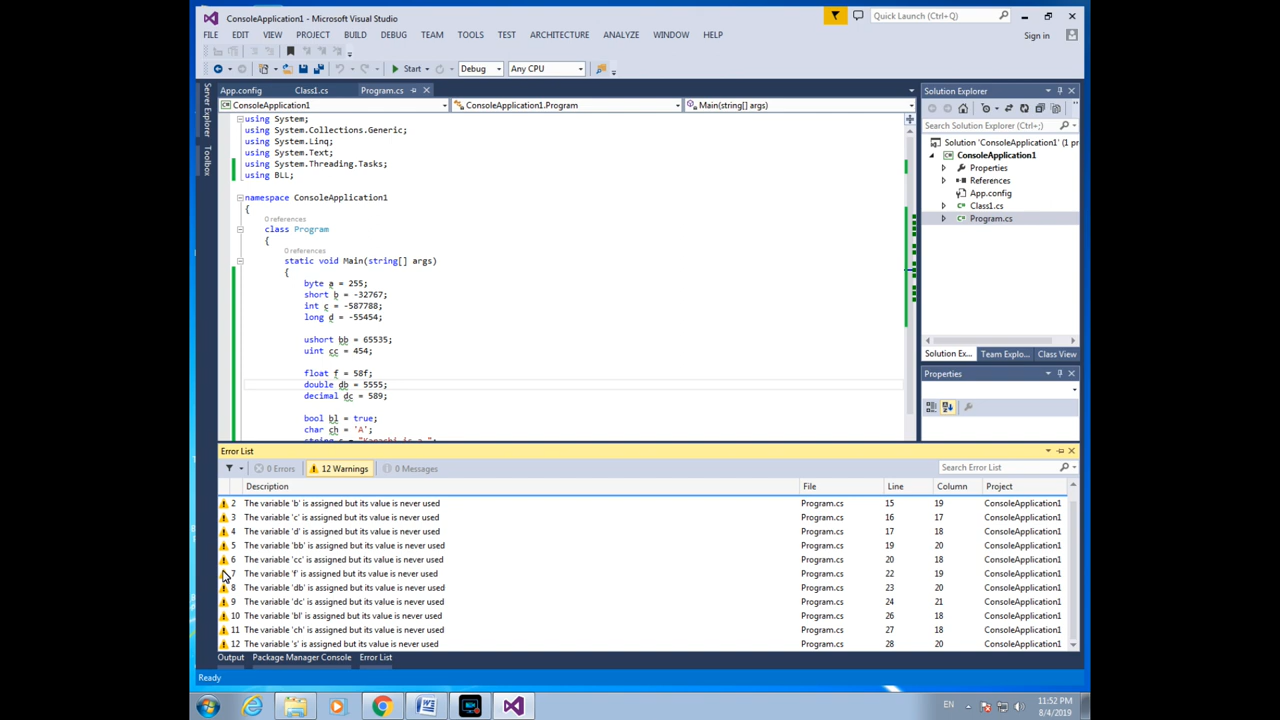 ConsoleApplication1 - Microsoft Visual Studio
Quick Launch (Ctrl+Q)
FILE EDIT VIEW PROJECT BUILD DEBUG TEAM TOOLS TEST ARCHITECTURE ANALYZE WINDOW HELP
Sign in
Start Debug Any CPU
Server Explorer
Toolbox
App.config Class1.cs Program.cs
ConsoleApplication1 ConsoleApplication1.Program Main(string[] args)
using System;
using System.Collections.Generic;
using System.Linq;
using System.Text;
using System.Threading.Tasks;
using BLL;
namespace ConsoleApplication1
{
0 references
class Program
{
0 references
static void Main(string[] args)
{
byte a = 255;
short b = -32767;
int c = -587788;
long d = -55454;
ushort bb = 65535;
uint cc = 454;
float f = 58f;
double db = 5555;
decimal dc = 589;
bool bl = true;
char ch = 'A';
Solution Explorer
Search Solution Explorer (Ctrl+;)
Solution 'ConsoleApplication1' (1 pr
ConsoleApplication1
Properties
References
App.config
Class1.cs
Program.cs
Solution Ex... Team Explo... Class View
Properties
Error List
0 Errors 12 Warnings 0 Messages
Search Error List
Description File Line Column Project
2 The variable 'b' is assigned but its value is never used Program.cs 15 19 ConsoleApplication1
3 The variable 'c' is assigned but its value is never used Program.cs 16 17 ConsoleApplication1
4 The variable 'd' is assigned but its value is never used Program.cs 17 18 ConsoleApplication1
5 The variable 'bb' is assigned but its value is never used Program.cs 19 20 ConsoleApplication1
6 The variable 'cc' is assigned but its value is never used Program.cs 20 18 ConsoleApplication1
7 The variable 'f' is assigned but its value is never used Program.cs 22 19 ConsoleApplication1
8 The variable 'db' is assigned but its value is never used Program.cs 23 20 ConsoleApplication1
9 The variable 'dc' is assigned but its value is never used Program.cs 24 21 ConsoleApplication1
10 The variable 'bl' is assigned but its value is never used Program.cs 26 18 ConsoleApplication1
11 The variable 'ch' is assigned but its value is never used Program.cs 27 18 ConsoleApplication1
12 The variable 's' is assigned but its value is never used Program.cs 28 20 ConsoleApplication1
Output Package Manager Console Error List
Ready
EN 11:52 PM
8/4/2019